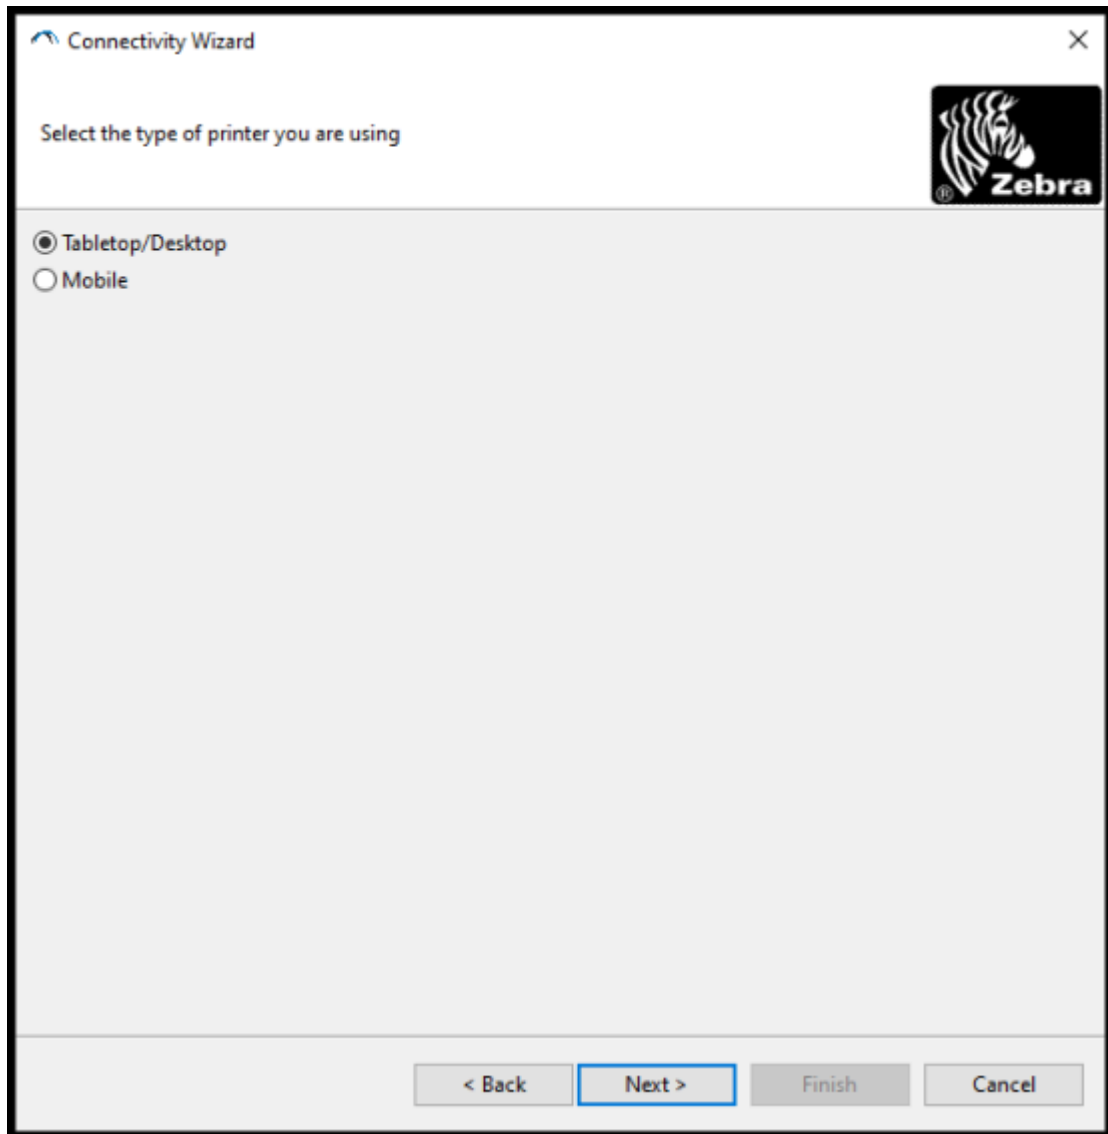 Connectivity Wizard
Select the type of printer you are using
® Zebra
Tabletop/Desktop
Mobile
< Back
Next >
Finish
Cancel